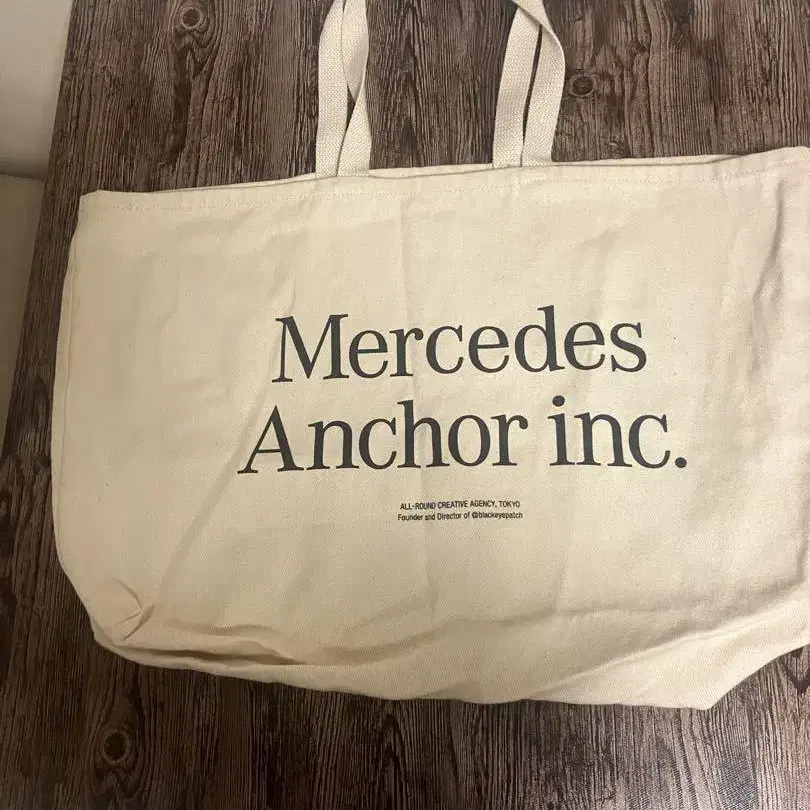 Mercedes
Anchor inc.
ALL-ROUND CREATIVE AGENCY, TOKYO
Founder and Director of @blackeyepatch